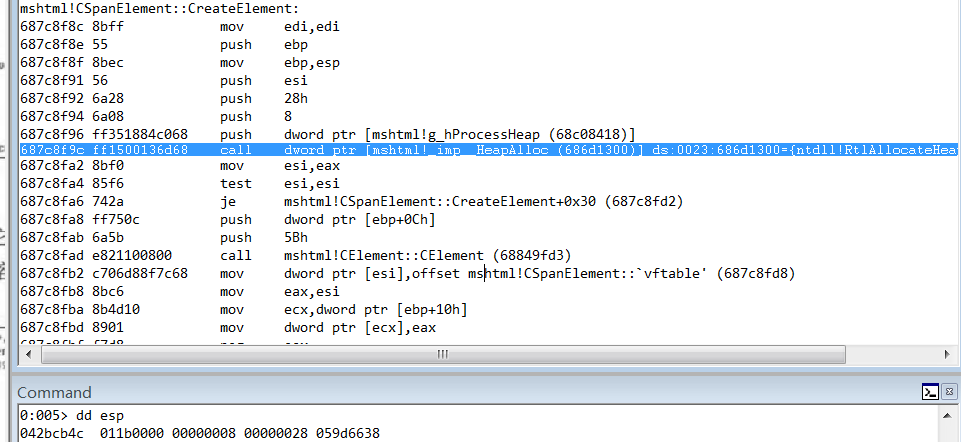 mshtml!CSpanElement::CreateElement:
687c8f8c 8bff mov edi,edi
687c8f8e 55 push ebp
687c8f8f 8bec mov ebp,esp
687c8f91 56 push esi
687c8f92 6a28 push 28h
687c8f94 6a08 push 8
687c8f96 ff351884c068 push dword ptr [mshtml!g_hProcessHeap (68c08418)]
687c8f9c ff1500136d68 call dword ptr [mshtml!_imp__HeapAlloc (686d1300)] ds:0023:686d1300={ntdll!RtlAllocateHea
687c8fa2 8bf0 mov esi,eax
687c8fa4 85f6 test esi,esi
687c8fa6 742a je mshtml!CSpanElement::CreateElement+0x30 (687c8fd2)
687c8fa8 ff750c push dword ptr [ebp+0Ch]
687c8fab 6a5b push 5Bh
687c8fad e821100800 call mshtml!CElement::CElement (68849fd3)
687c8fb2 c706d88f7c68 mov dword ptr [esi],offset mshtml!CSpanElement::`vftable' (687c8fd8)
687c8fb8 8bc6 mov eax,esi
687c8fba 8b4d10 mov ecx,dword ptr [ebp+10h]
687c8fbd 8901 mov dword ptr [ecx],eax
Command
0:005> dd esp
042bcb4c 011b0000 00000008 00000028 059d6638